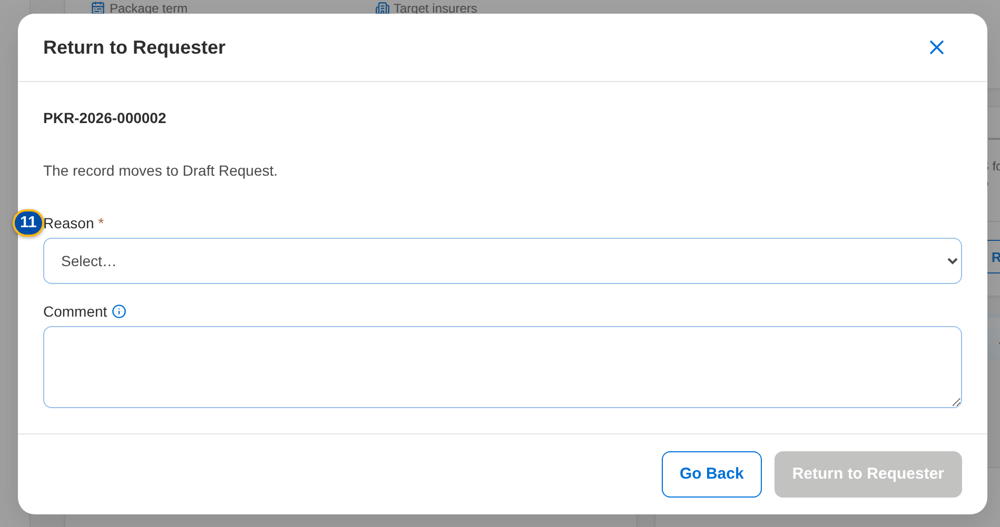 Package term
Target insurers
Return to Requester
PKR-2026-000002
The record moves to Draft Request.
11
Reason *
Select...
Comment
Go Back
Return to Requester